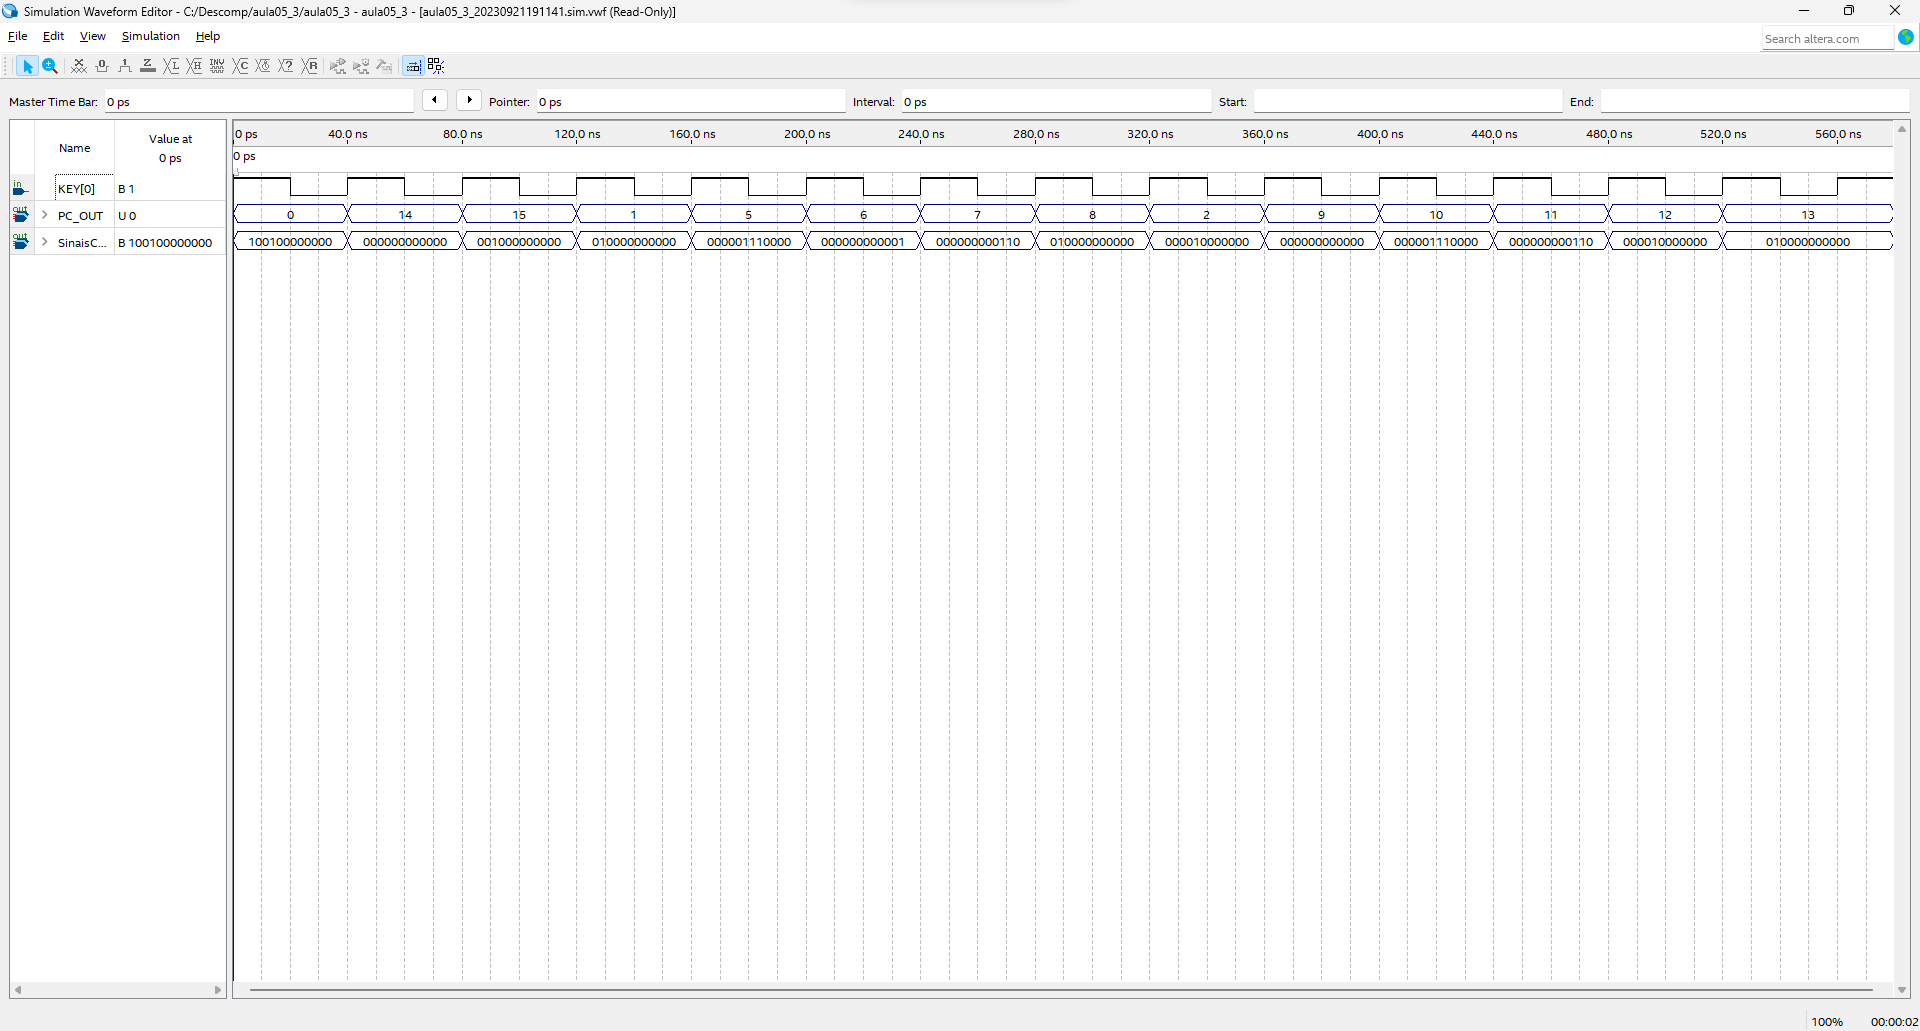 Simulation Waveform Editor - C:/Descomp/aula05_3/aula05_3 - aula05_3 - [aula05_3_20230921191141.sim.vwf (Read-Only)]
File Edit View Simulation Help
Search altera.com
Master Time Bar: 0 ps Pointer: 0 ps Interval: 0 ps Start: End:
Name Value at 0 ps
0 ps 40.0 ns 80.0 ns 120.0 ns 160.0 ns 200.0 ns 240.0 ns 280.0 ns 320.0 ns 360.0 ns 400.0 ns 440.0 ns 480.0 ns 520.0 ns 560.0 ns
0 ps
in KEY[0] B 1
out PC_OUT U 0 0 14 15 1 5 6 7 8 2 9 10 11 12 13
out SinaisC... B 100100000000 100100000000 000000000000 001000000000 010000000000 000001110000 000000000001 000000000110 010000000000 000010000000 000000000000 000001110000 000000000110 000010000000 010000000000
100% 00:00:02